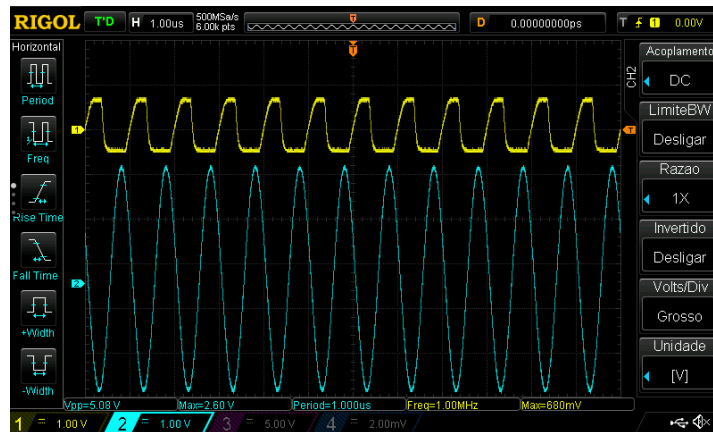 RIGOL T'D H 1.00us 500MSa/s 6.00k pts T D 0.00000000ps T 1 0.00V
Horizontal
Period
Freq
Rise Time
Fall Time
+Width
-Width
T
1
T
2
CH2
Acoplamento
DC
LimiteBW
Desligar
Razao
1X
Invertido
Desligar
Volts/Div
Grosso
Unidade
[V]
Vpp=5.08 V Max=2.60 V Period=1.000us Freq=1.00MHz Max=680mV
1 = 1.00 V 2 = 1.00 V 3 = 5.00 V 4 = 2.00mV